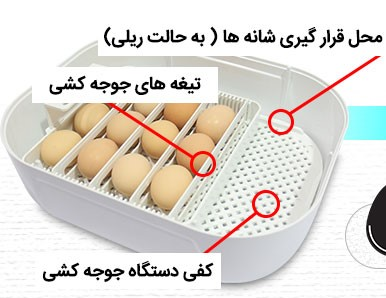 محل قرار گیری شانه ها ( به حالت ریلی)
تیغه های جوجه کشی
کفی دستگاه جوجه کشی